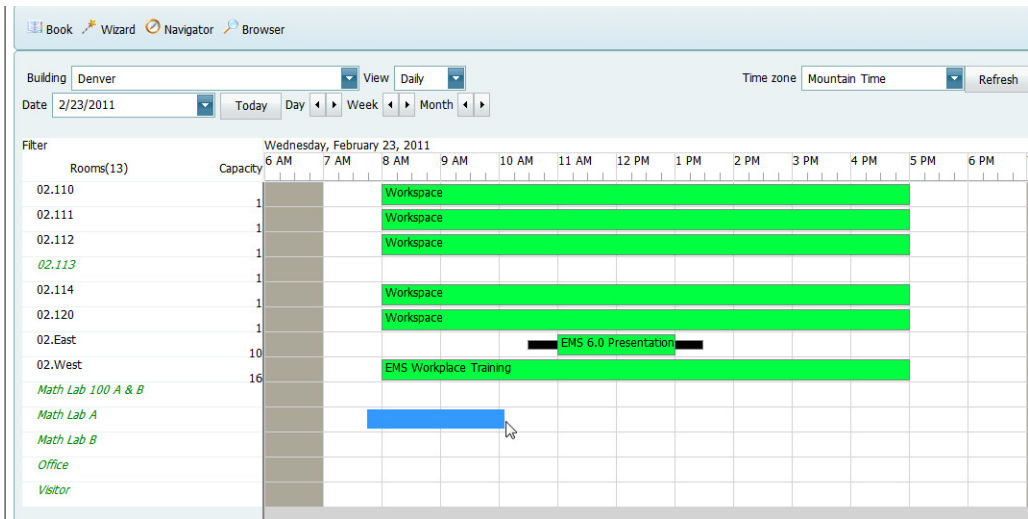 Book Wizard Navigator Browser
Building Denver View Daily Time zone Mountain Time Refresh
Date 2/23/2011 Today Day Week Month
Filter Wednesday, February 23, 2011
Rooms(13) Capacity 6 AM 7 AM 8 AM 9 AM 10 AM 11 AM 12 PM 1 PM 2 PM 3 PM 4 PM 5 PM 6 PM
02.110 1 Workspace
02.111 1 Workspace
02.112 1 Workspace
02.113 1
02.114 1 Workspace
02.120 1 Workspace
02.East 10 EMS 6.0 Presentation
02.West 16 EMS Workplace Training
Math Lab 100 A & B
Math Lab A
Math Lab B
Office
Visitor